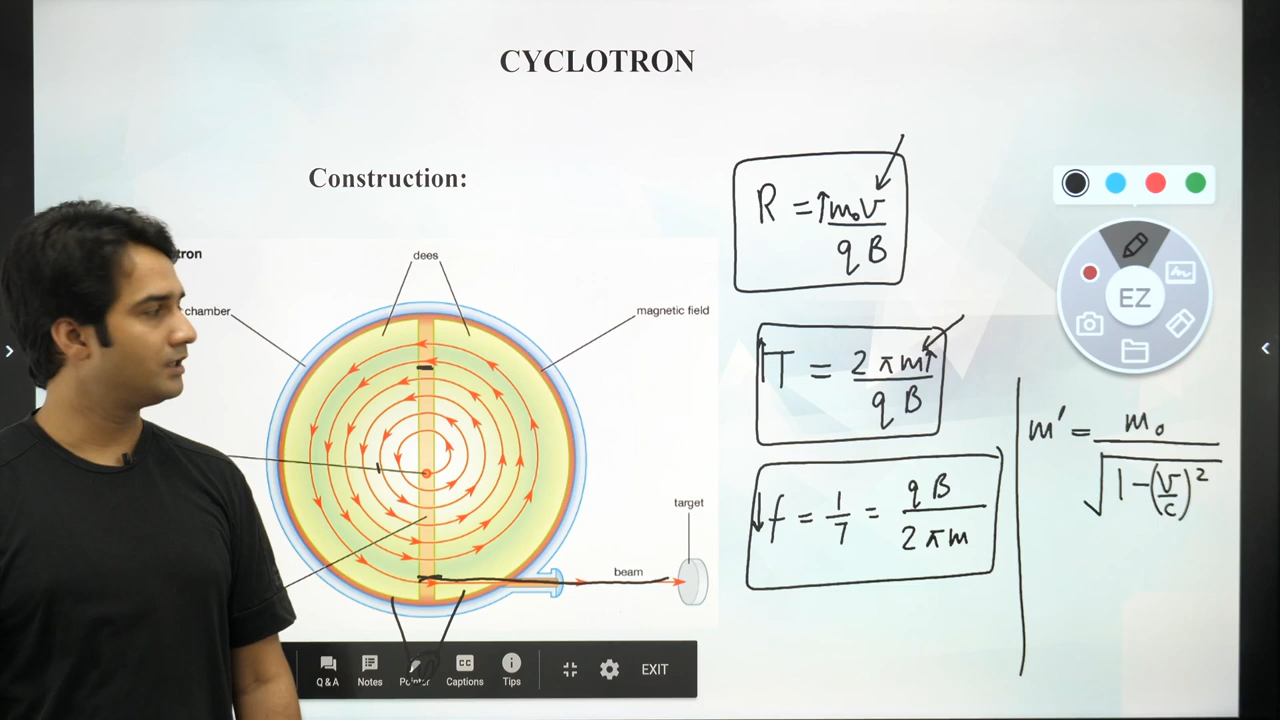 CYCLOTRON
Construction:
tron
dees
chamber
magnetic field
target
beam
R = ↑m₀v / qB
↑T = 2πm↑ / qB
↓f = 1/T = qB / 2πm
m′ = m₀ / √(1-(v/c)²)
EZ
Q & A
Notes
Pointer
CC
Captions
Tips
EXIT